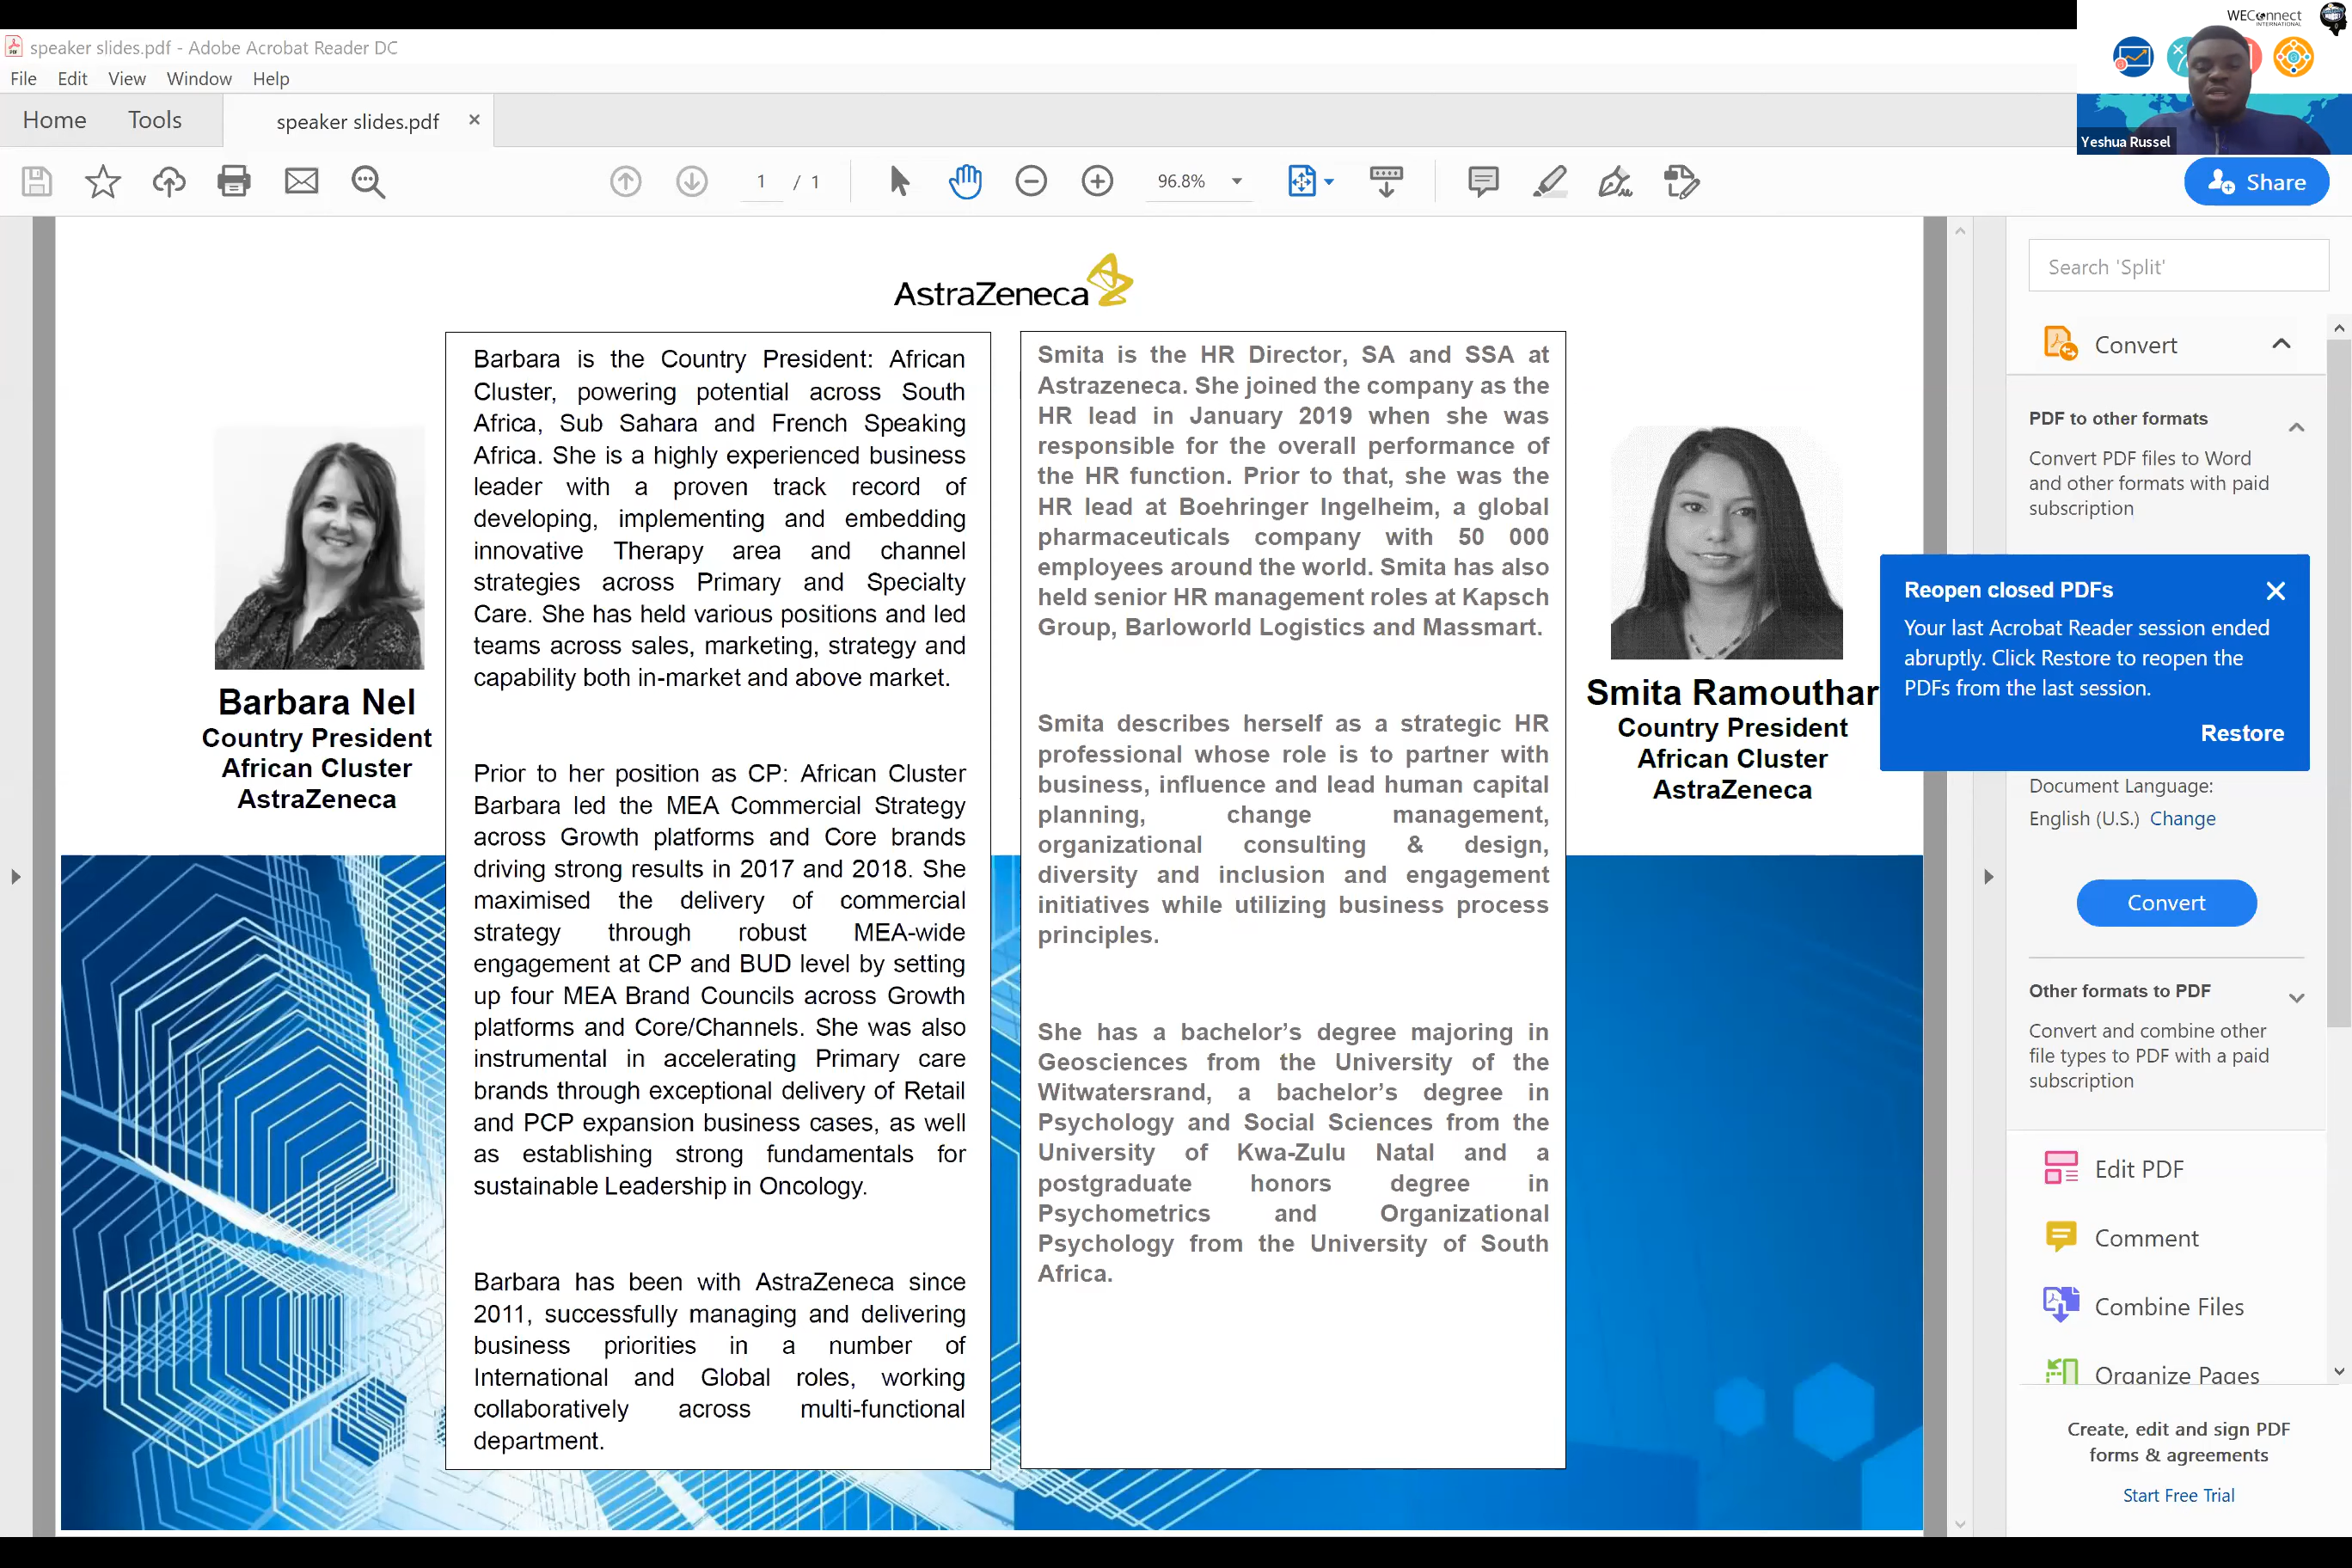 speaker slides.pdf - Adobe Acrobat Reader DC
File Edit View Window Help
Home Tools speaker slides.pdf
1 / 1 96.8% Share
WEConnect
INTERNATIONAL
Yeshua Russel
AstraZeneca
Barbara is the Country President: African
Cluster, powering potential across South
Africa, Sub Sahara and French Speaking
Africa. She is a highly experienced business
leader with a proven track record of
developing, implementing and embedding
innovative Therapy area and channel
strategies across Primary and Specialty
Care. She has held various positions and led
teams across sales, marketing, strategy and
capability both in-market and above market.
Prior to her position as CP: African Cluster
Barbara led the MEA Commercial Strategy
across Growth platforms and Core brands
driving strong results in 2017 and 2018. She
maximised the delivery of commercial
strategy through robust MEA-wide
engagement at CP and BUD level by setting
up four MEA Brand Councils across Growth
platforms and Core/Channels. She was also
instrumental in accelerating Primary care
brands through exceptional delivery of Retail
and PCP expansion business cases, as well
as establishing strong fundamentals for
sustainable Leadership in Oncology.
Barbara has been with AstraZeneca since
2011, successfully managing and delivering
business priorities in a number of
International and Global roles, working
collaboratively across multi-functional
department.
Barbara Nel
Country President
African Cluster
AstraZeneca
Smita is the HR Director, SA and SSA at
Astrazeneca. She joined the company as the
HR lead in January 2019 when she was
responsible for the overall performance of
the HR function. Prior to that, she was the
HR lead at Boehringer Ingelheim, a global
pharmaceuticals company with 50 000
employees around the world. Smita has also
held senior HR management roles at Kapsch
Group, Barloworld Logistics and Massmart.
Smita describes herself as a strategic HR
professional whose role is to partner with
business, influence and lead human capital
planning, change management,
organizational consulting & design,
diversity and inclusion and engagement
initiatives while utilizing business process
principles.
She has a bachelor's degree majoring in
Geosciences from the University of the
Witwatersrand, a bachelor's degree in
Psychology and Social Sciences from the
University of Kwa-Zulu Natal and a
postgraduate honors degree in
Psychometrics and Organizational
Psychology from the University of South
Africa.
Smita Ramouthar
Country President
African Cluster
AstraZeneca
Search 'Split'
Convert
PDF to other formats
Convert PDF files to Word
and other formats with paid
subscription
Reopen closed PDFs
Your last Acrobat Reader session ended
abruptly. Click Restore to reopen the
PDFs from the last session.
Restore
Document Language:
English (U.S.) Change
Convert
Other formats to PDF
Convert and combine other
file types to PDF with a paid
subscription
Edit PDF
Comment
Combine Files
Organize Pages
Create, edit and sign PDF
forms & agreements
Start Free Trial